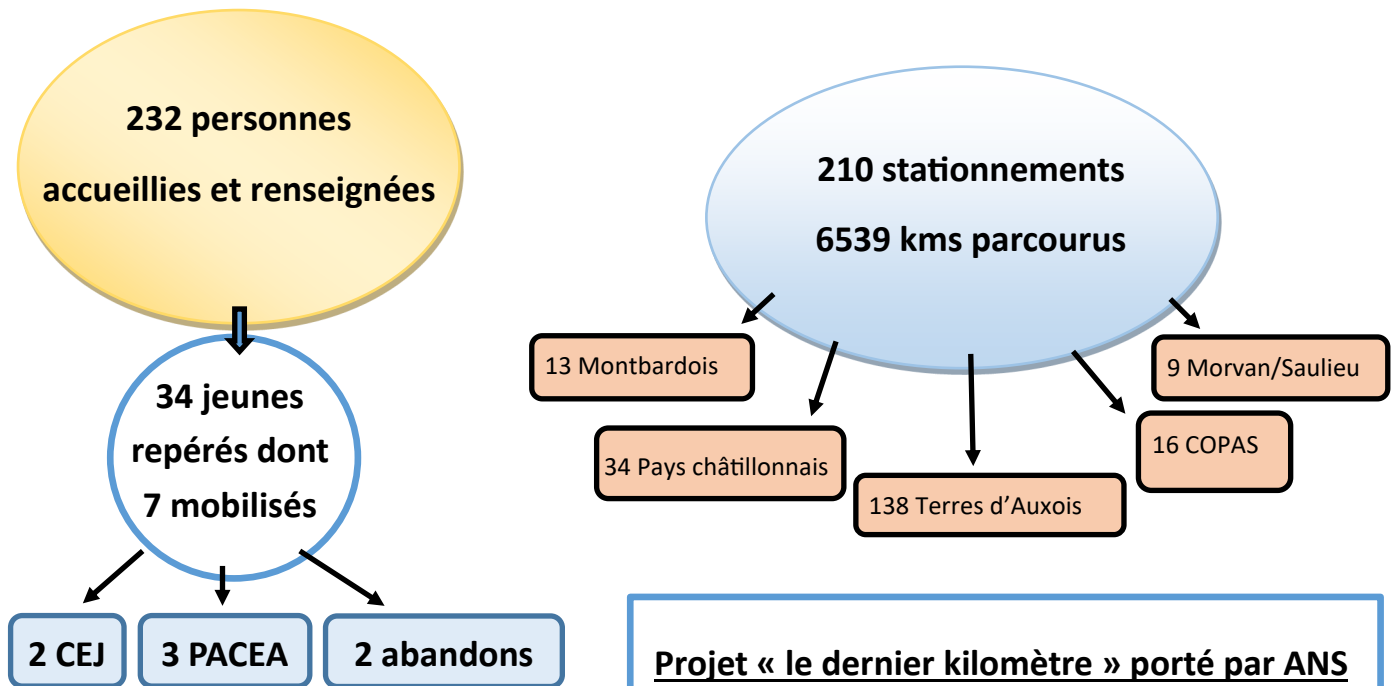 232 personnes
accueillies et renseignées
34 jeunes
repérés dont
7 mobilisés
2 CEJ
3 PACEA
2 abandons
210 stationnements
6539 kms parcourus
13 Montbardois
34 Pays châtillonnais
138 Terres d’Auxois
16 COPAS
9 Morvan/Saulieu
Projet « le dernier kilomètre » porté par ANS